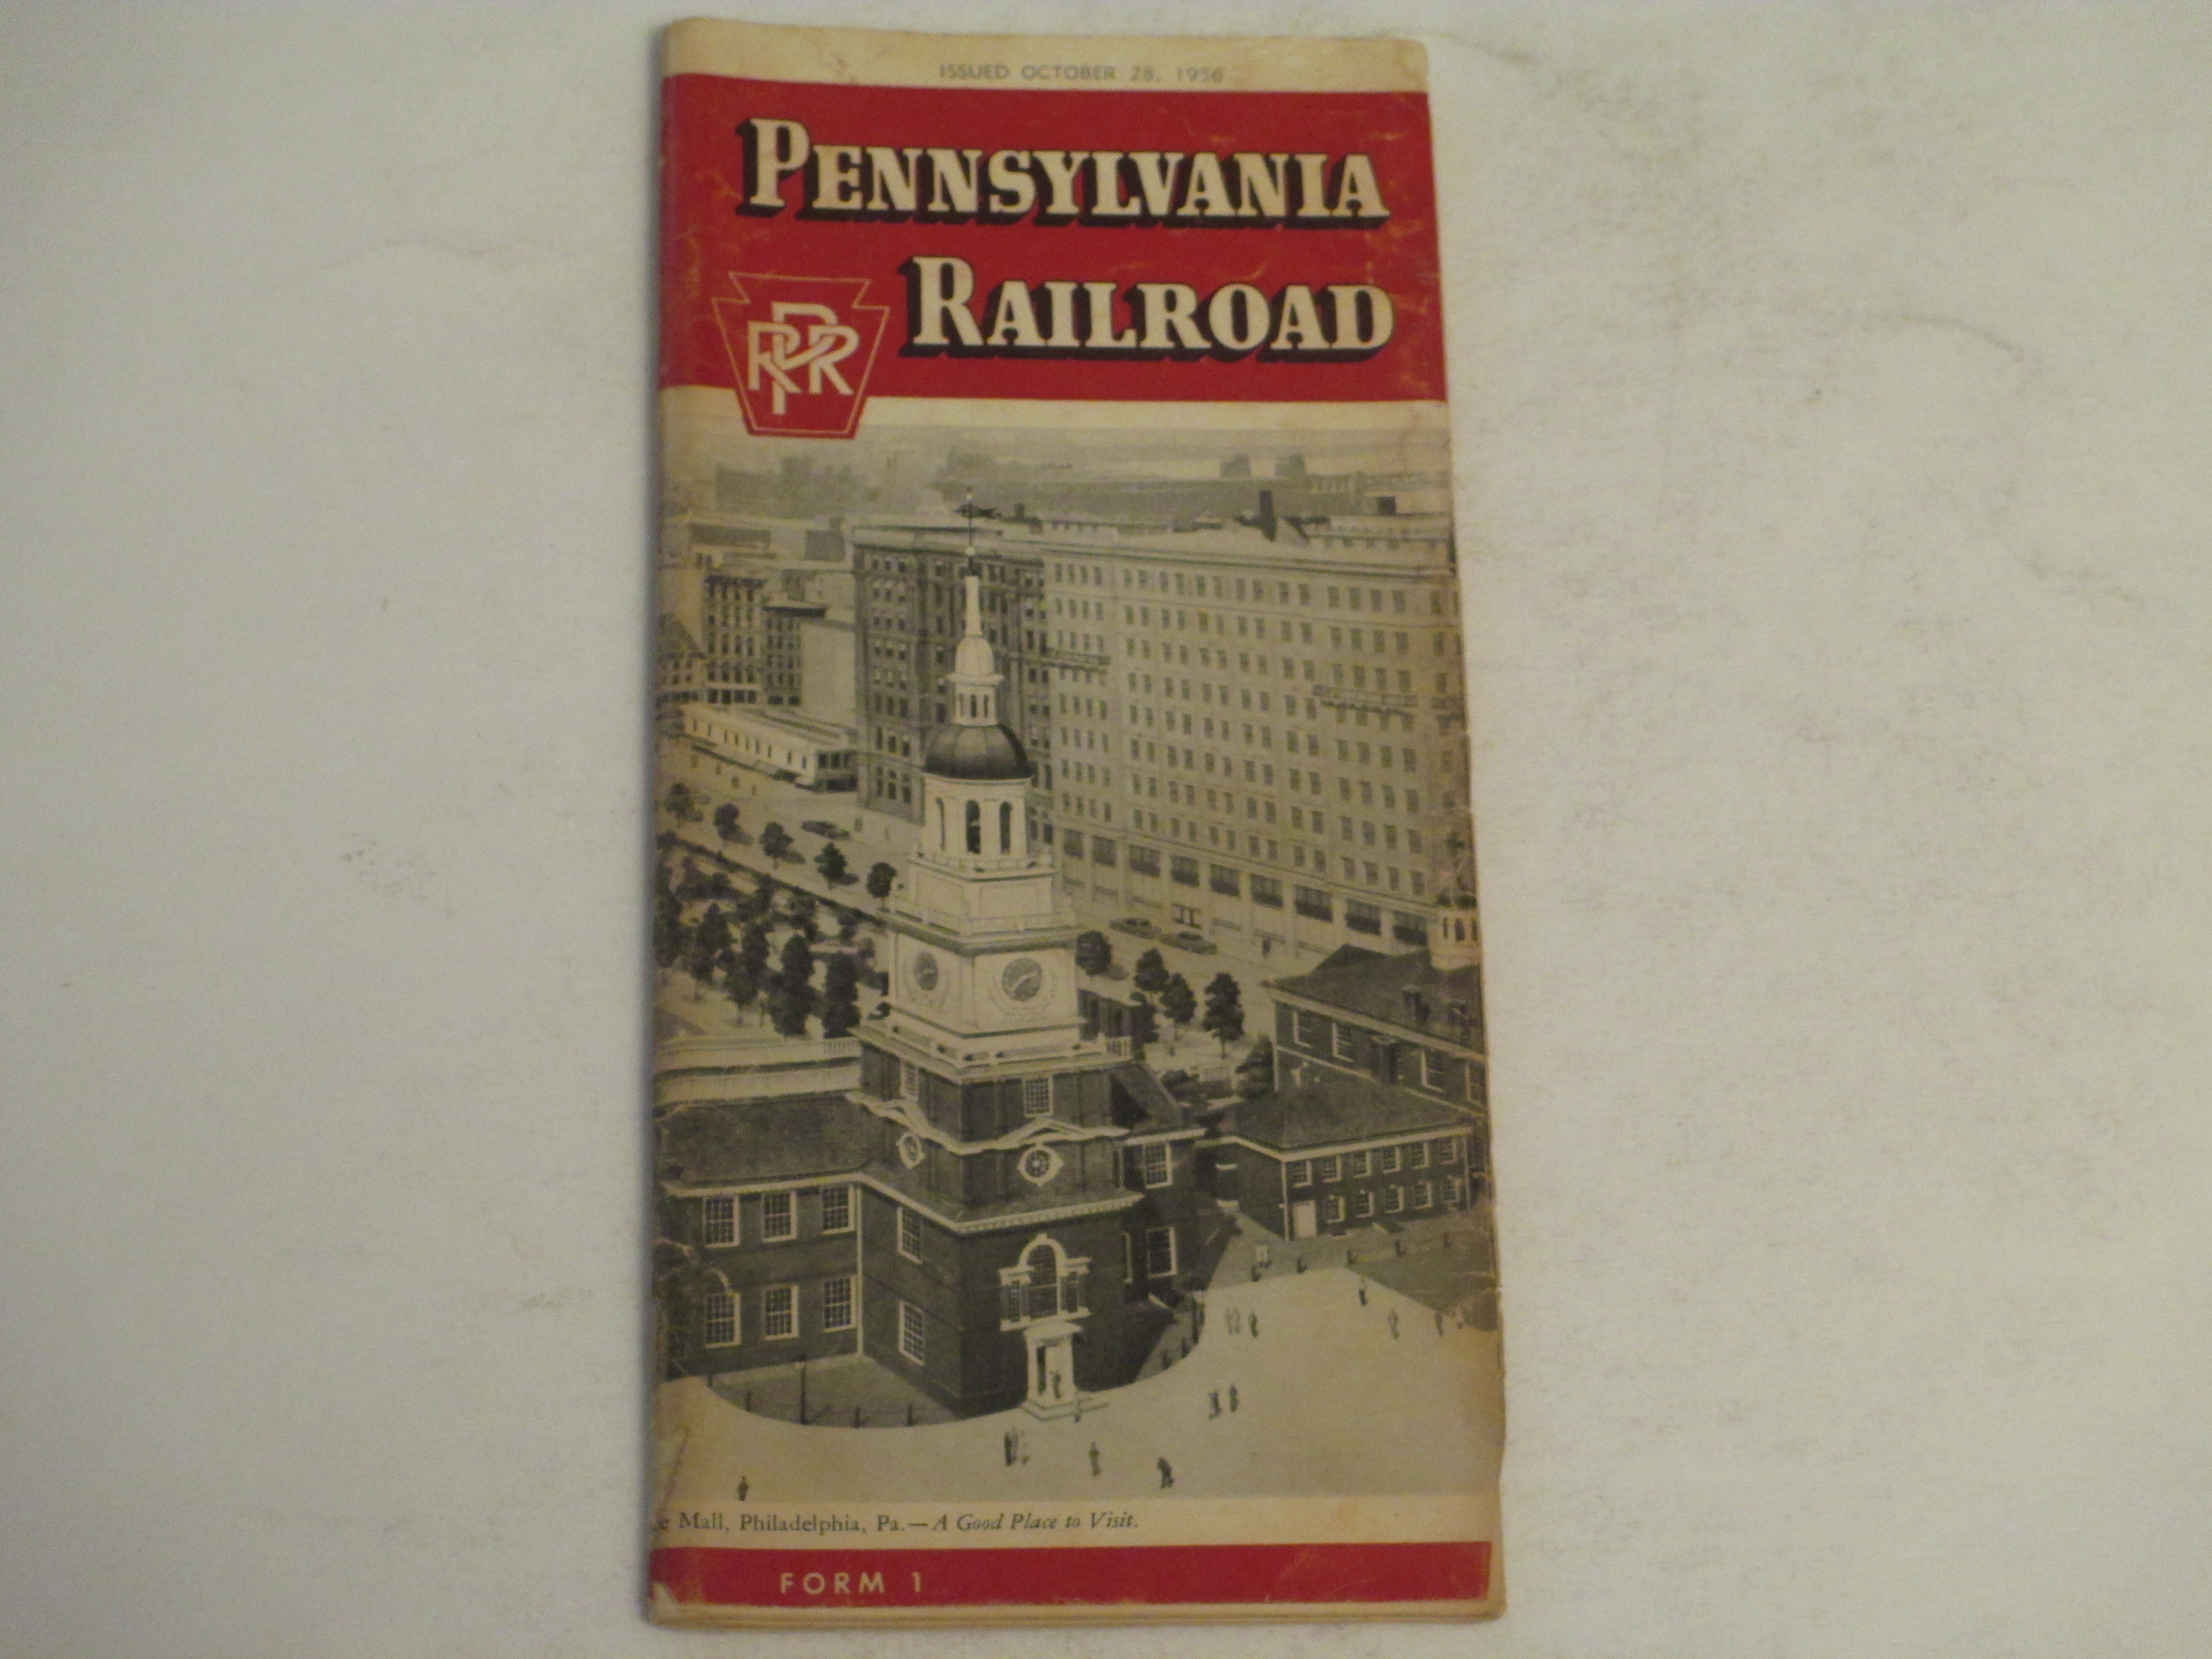 ISSUED OCTOBER 28, 1956
PENNSYLVANIA
RAILROAD
PRR
Mall, Philadelphia, Pa.—A Good Place to Visit.
FORM 1